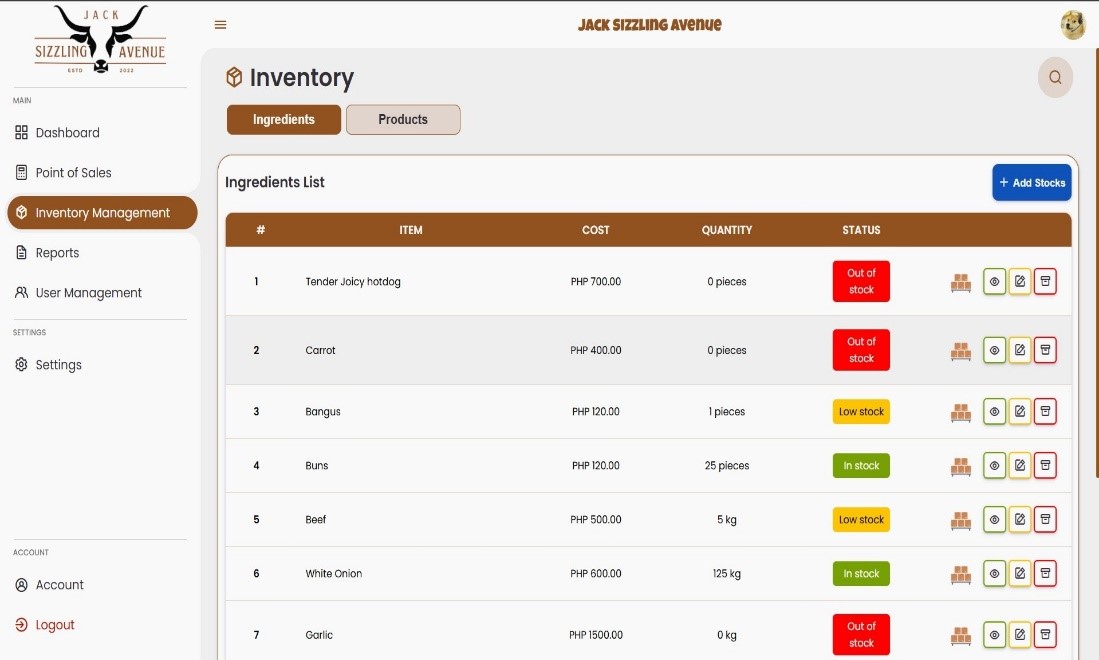 JACK
SIZZLING AVENUE
ESTD 2022
JACK SIZZLING AVENUE
MAIN
Dashboard
Point of Sales
Inventory Management
Reports
User Management
SETTINGS
Settings
ACCOUNT
Account
Logout
Inventory
Ingredients Products
Ingredients List
+ Add Stocks
# ITEM COST QUANTITY STATUS
1 Tender Joicy hotdog PHP 700.00 0 pieces Out of
stock
2 Carrot PHP 400.00 0 pieces Out of
stock
3 Bangus PHP 120.00 1 pieces Low stock
4 Buns PHP 120.00 25 pieces In stock
5 Beef PHP 500.00 5 kg Low stock
6 White Onion PHP 600.00 125 kg In stock
7 Garlic PHP 1500.00 0 kg Out of
stock